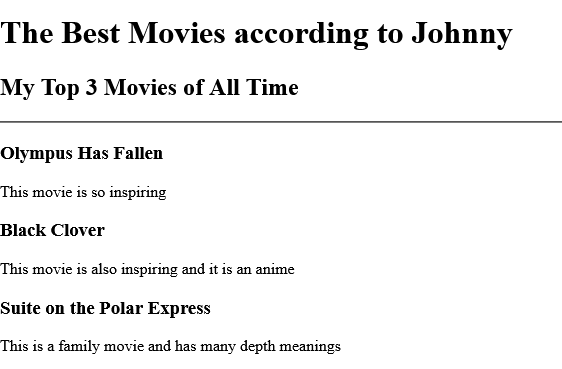 The Best Movies according to Johnny
My Top 3 Movies of All Time
Olympus Has Fallen
This movie is so inspiring
Black Clover
This movie is also inspiring and it is an anime
Suite on the Polar Express
This is a family movie and has many depth meanings